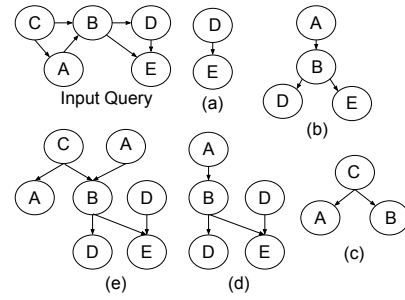 C B D D A
A E E B
Input Query (a) D E
(b)
C A A
A B D B D C
D E D E A B
(e) (d) (c)